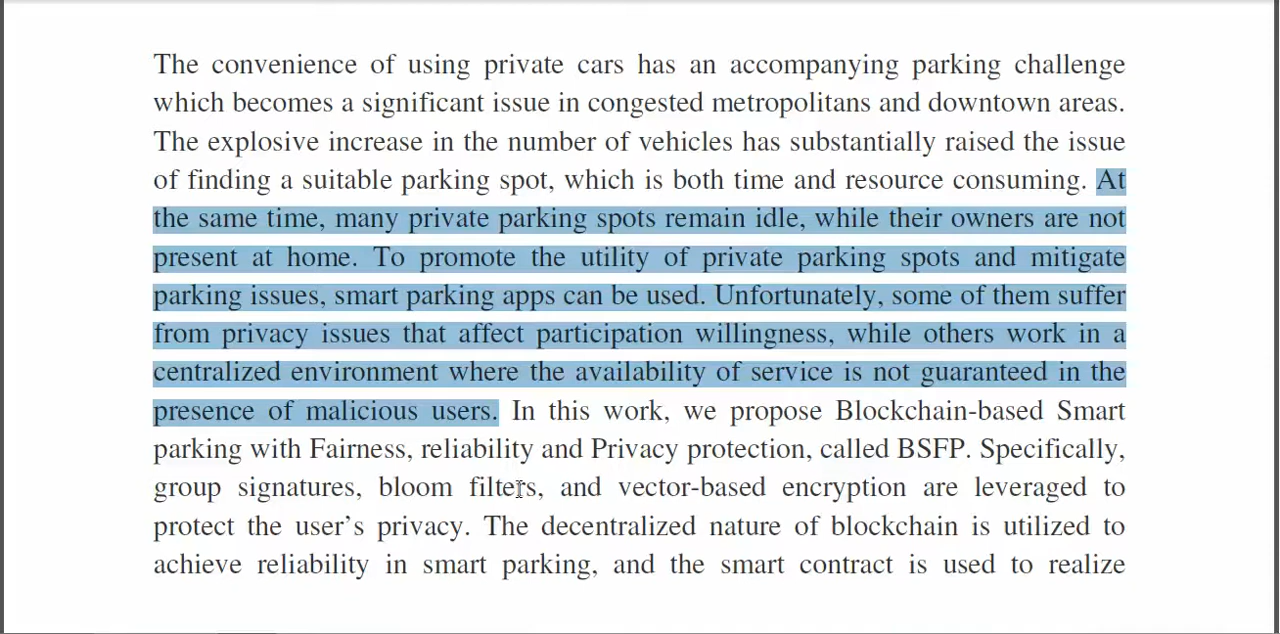 The convenience of using private cars has an accompanying parking challenge
which becomes a significant issue in congested metropolitans and downtown areas.
The explosive increase in the number of vehicles has substantially raised the issue
of finding a suitable parking spot, which is both time and resource consuming. At
the same time, many private parking spots remain idle, while their owners are not
present at home. To promote the utility of private parking spots and mitigate
parking issues, smart parking apps can be used. Unfortunately, some of them suffer
from privacy issues that affect participation willingness, while others work in a
centralized environment where the availability of service is not guaranteed in the
presence of malicious users. In this work, we propose Blockchain-based Smart
parking with Fairness, reliability and Privacy protection, called BSFP. Specifically,
group signatures, bloom filters, and vector-based encryption are leveraged to
protect the user’s privacy. The decentralized nature of blockchain is utilized to
achieve reliability in smart parking, and the smart contract is used to realize